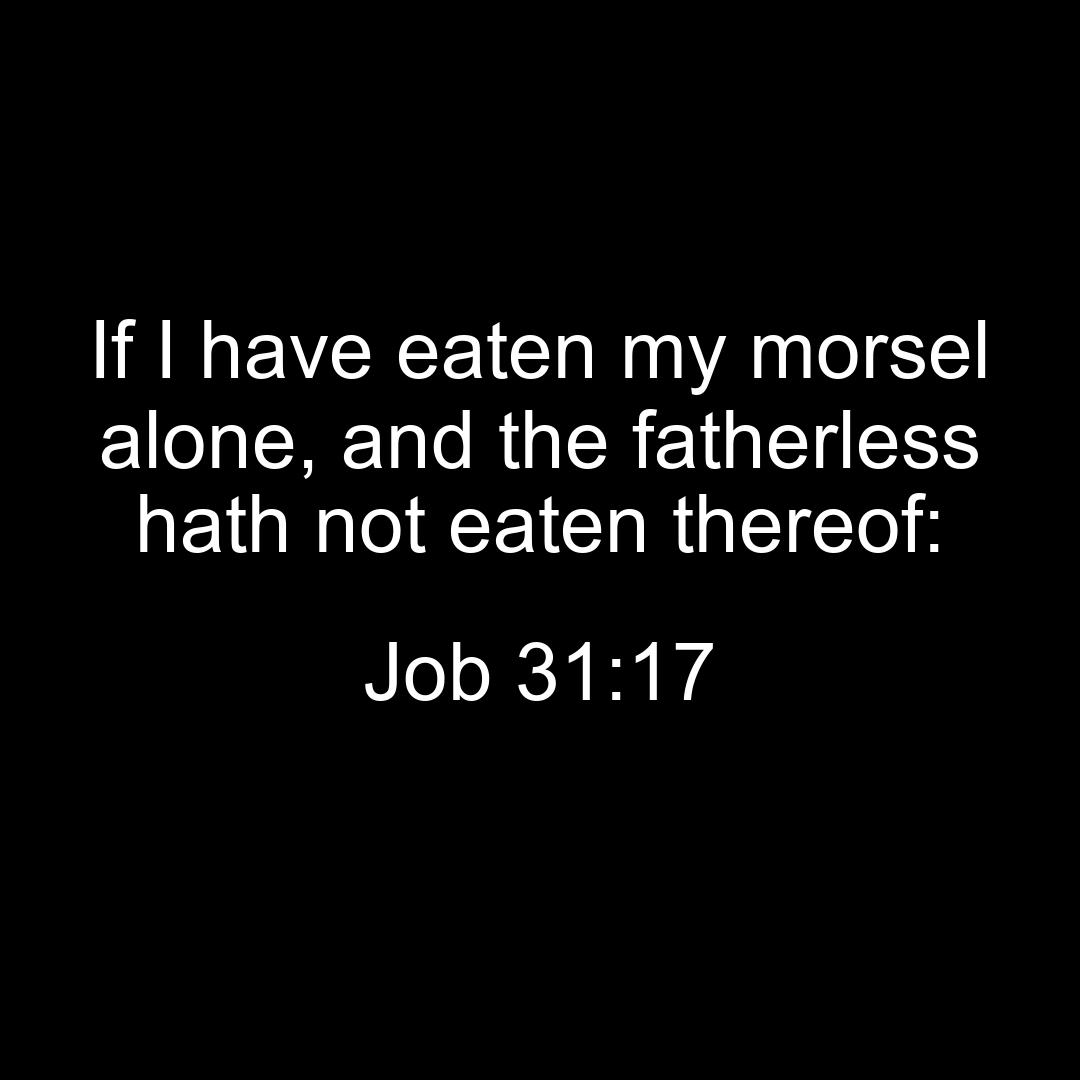 If I have eaten my morsel
alone, and the fatherless
hath not eaten thereof:
Job 31:17